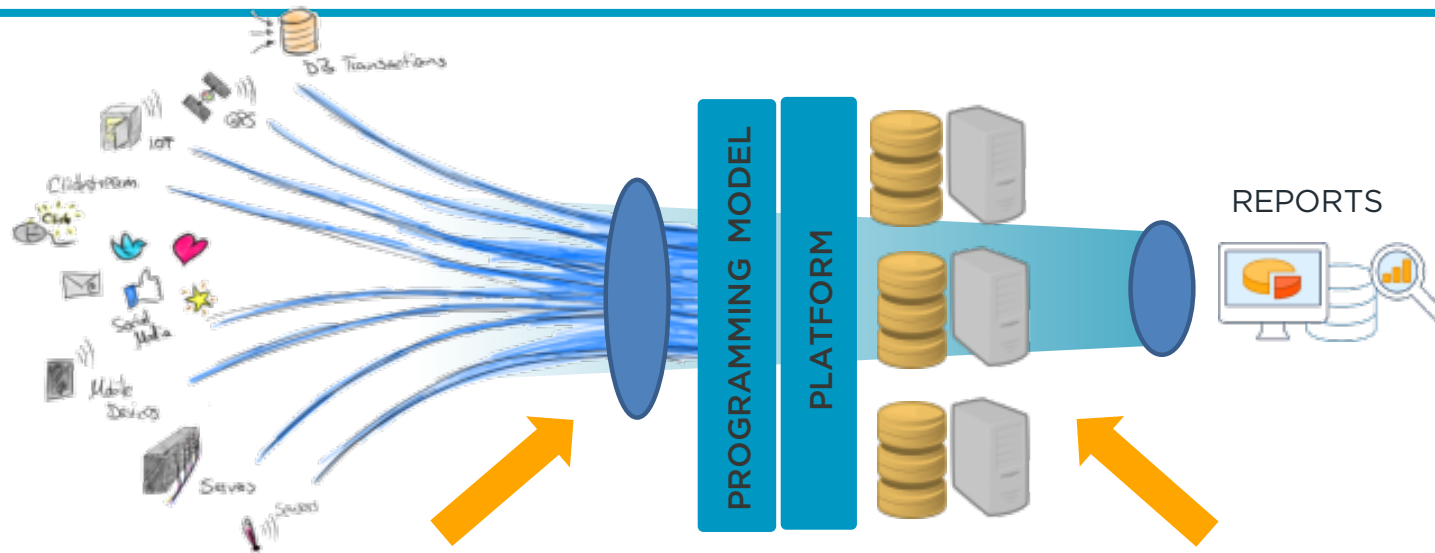 DB Transactions
GPS
IOT
Clickstream
Click
Social
Media
Mobile
Devices
Servers
Sensors
PROGRAMMING MODEL
PLATFORM
REPORTS